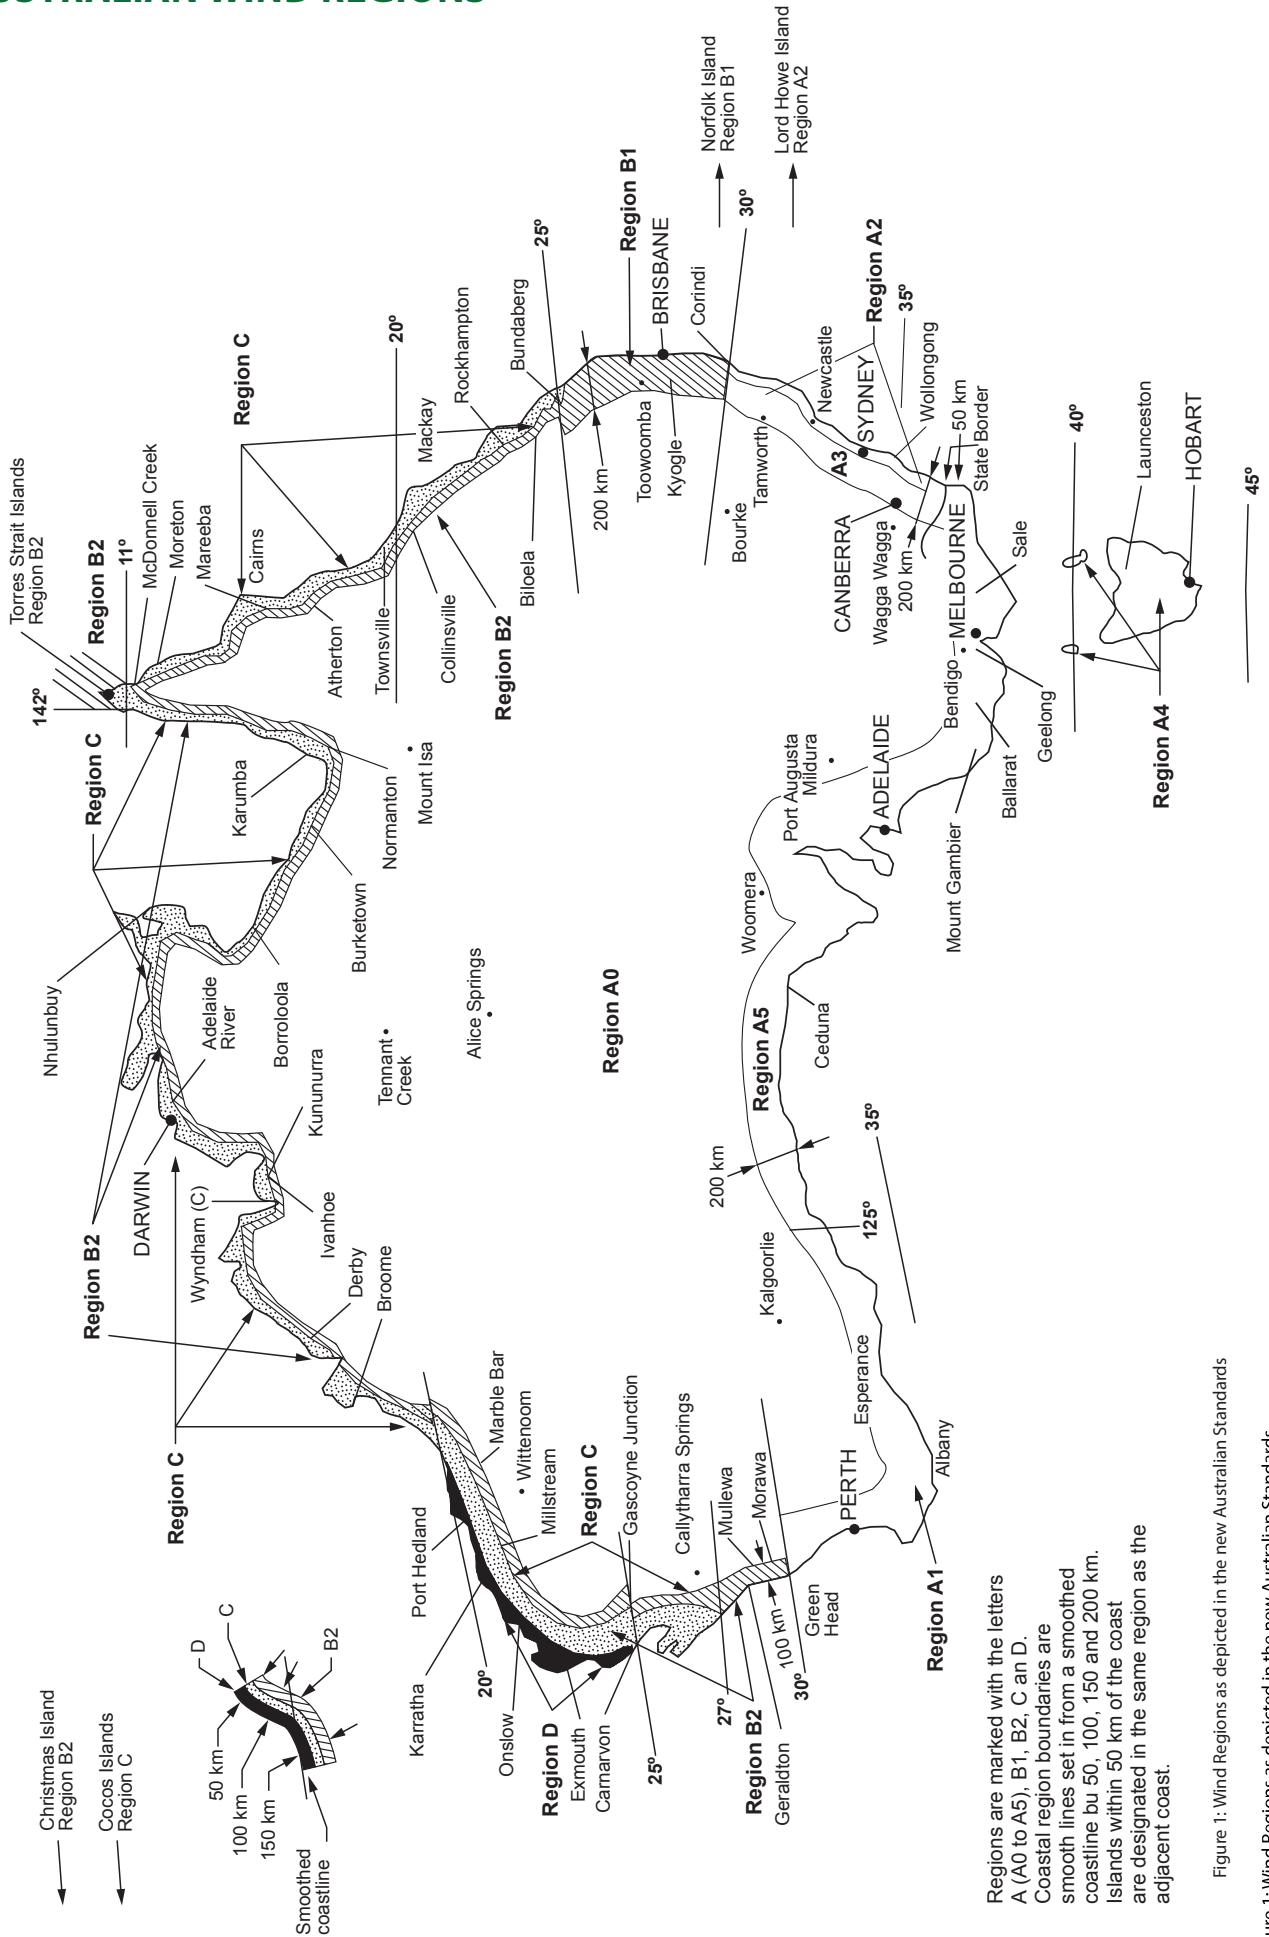 Christmas Island
Region B2
Cocos Islands
Region C
Smoothed
coastline
50 km
100 km
150 km
D
C
B2
Torres Strait Islands
Region B2
Region B2
11º
142º
McDonnell Creek
Moreton
Mareeba
Cairns
Region C
Region C
Nhulunbuy
Region B2
DARWIN
Adelaide
River
Wyndham (C)
Kununurra
Ivanhoe
Borroloola
Burketown
Karumba
Normanton
Mount Isa
Atherton
Townsville
20º
Collinsville
Region B2
Mackay
Rockhampton
Biloela
Bundaberg
25º
Region C
Derby
Broome
Tennant
Creek
Alice Springs
Region A0
Port Hedland
Karratha
20º
Marble Bar
Wittenoom
Millstream
Onslow
Region D
Exmouth
Carnarvon
Region C
Gascoyne Junction
25º
Callytharra Springs
Mullewa
Morawa
27º
Region B2
Geraldton
100 km
30º
Green
Head
PERTH
Region A1
Albany
Esperance
Kalgoorlie
200 km
125º
35º
Region A5
Ceduna
Woomera
Port Augusta
Mildura
ADELAIDE
Mount Gambier
Ballarat
Geelong
Bendigo
MELBOURNE
Sale
State Border
50 km
200 km
Wagga Wagga
CANBERRA
A3
SYDNEY
Wollongong
35º
Region A2
Newcastle
Tamworth
Bourke
Corindi
30º
Kyogle
Toowoomba
200 km
BRISBANE
Region B1
Norfolk Island
Region B1
Lord Howe Island
Region A2
40º
Launceston
HOBART
45º
Region A4
Regions are marked with the letters
A (A0 to A5), B1, B2, C an D.
Coastal region boundaries are
smooth lines set in from a smoothed
coastline bu 50, 100, 150 and 200 km.
Islands within 50 km of the coast
are designated in the same region as the
adjacent coast.
Figure 1: Wind Regions as depicted in the new Australian Standards